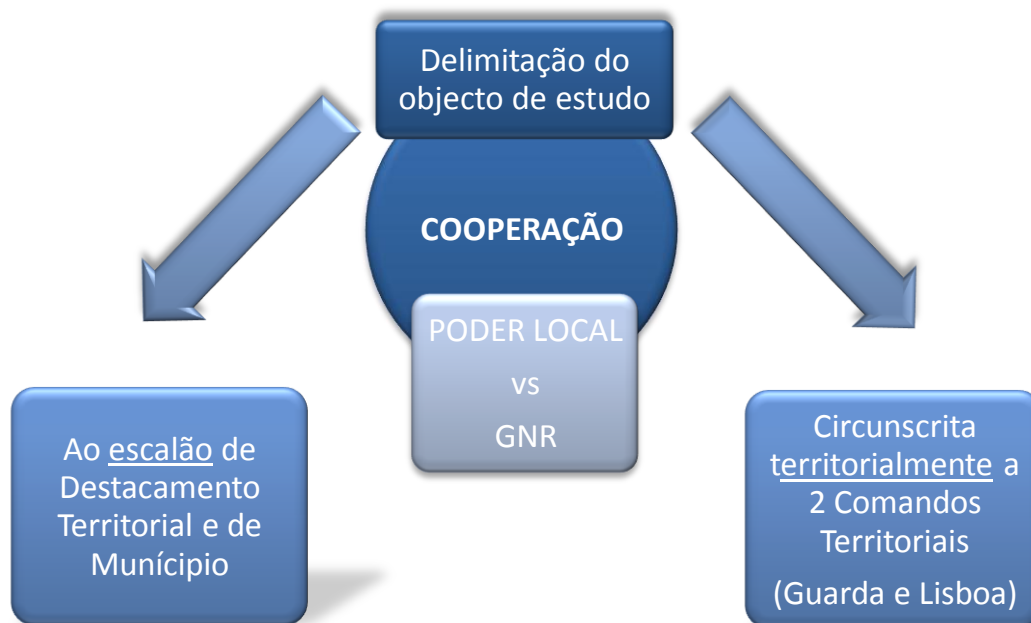 Delimitação do
objecto de estudo
COOPERAÇÃO
PODER LOCAL
vs
GNR
Ao escalão de
Destacamento
Territorial e de
Munícipio
Circunscrita
territorialmente a
2 Comandos
Territoriais
(Guarda e Lisboa)